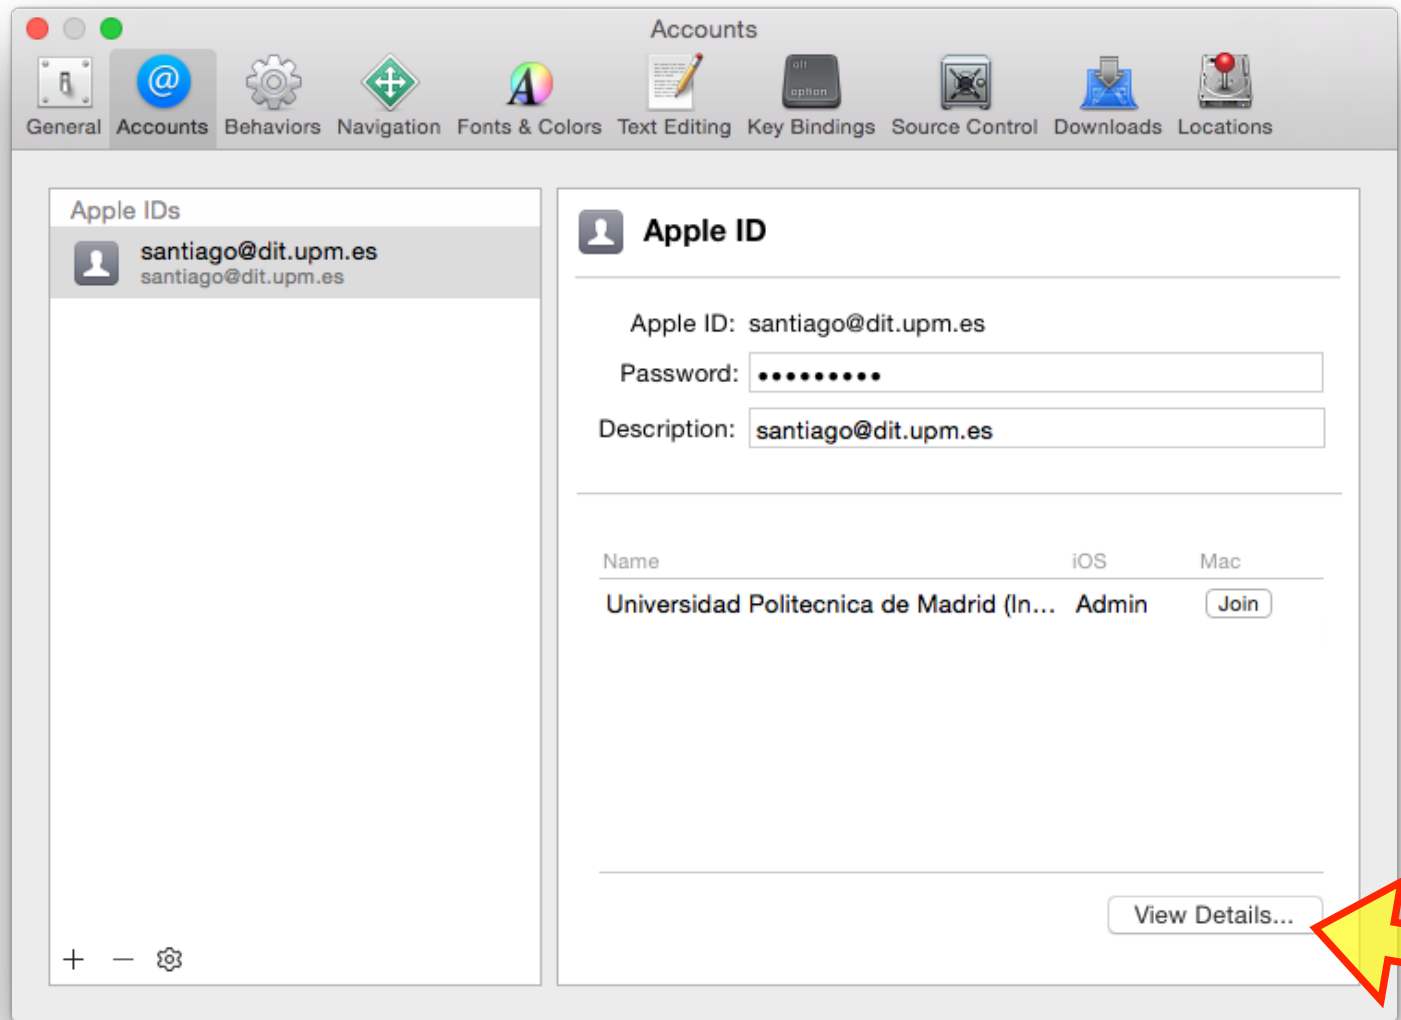 Accounts
General Accounts Behaviors Navigation Fonts & Colors Text Editing Key Bindings Source Control Downloads Locations
alt
option
Apple IDs
santiago@dit.upm.es
santiago@dit.upm.es
Apple ID
Apple ID: santiago@dit.upm.es
Password: •••••••••
Description: santiago@dit.upm.es
Name iOS Mac
Universidad Politecnica de Madrid (In... Admin Join
View Details...